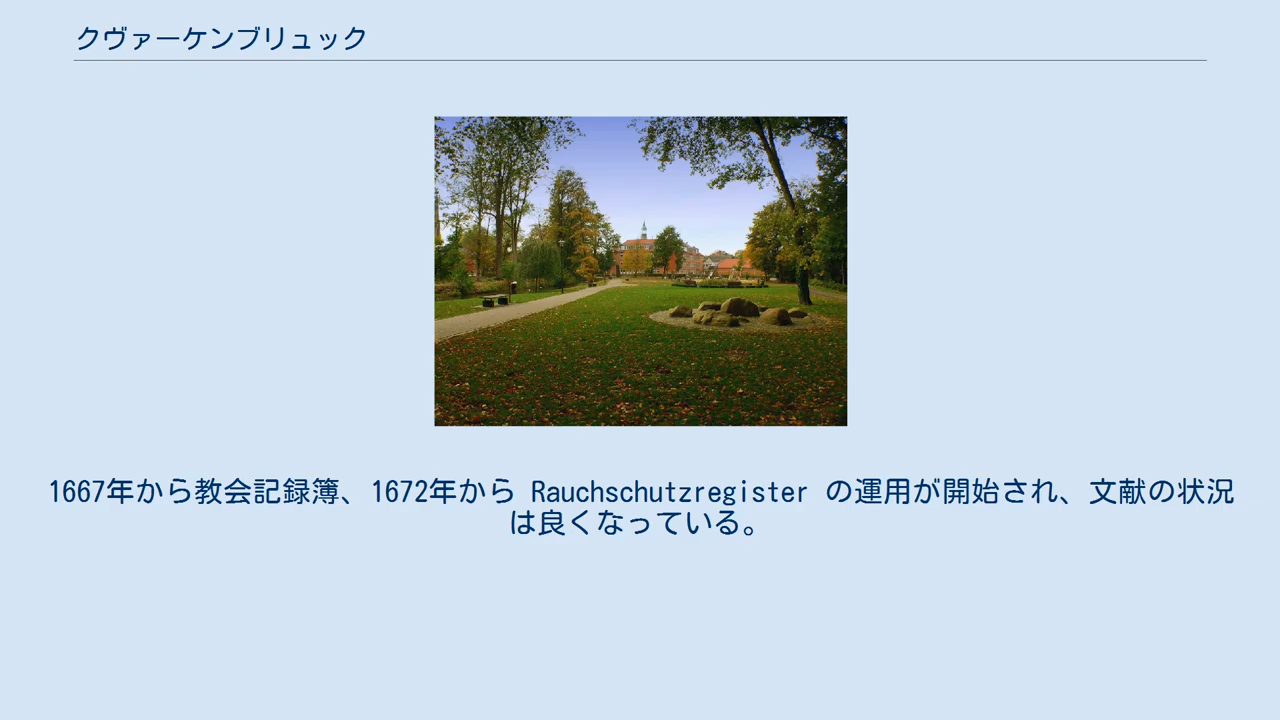 クヴァーケンブリュック
1667年から教会記録簿、1672年から Rauchschutzregister の運用が開始され、文献の状況
は良くなっている。